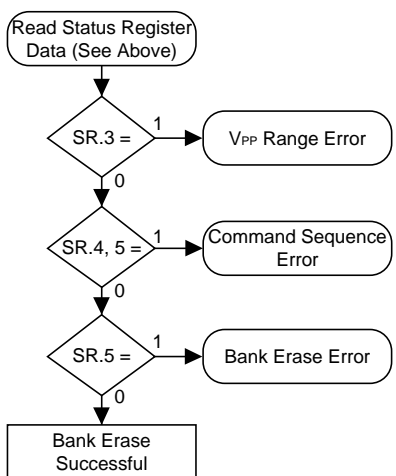 Read Status Register
Data (See Above)
SR.3 =
1
VPP Range Error
0
SR.4, 5 =
1
Command Sequence
Error
0
SR.5 =
1
Bank Erase Error
0
Bank Erase
Successful